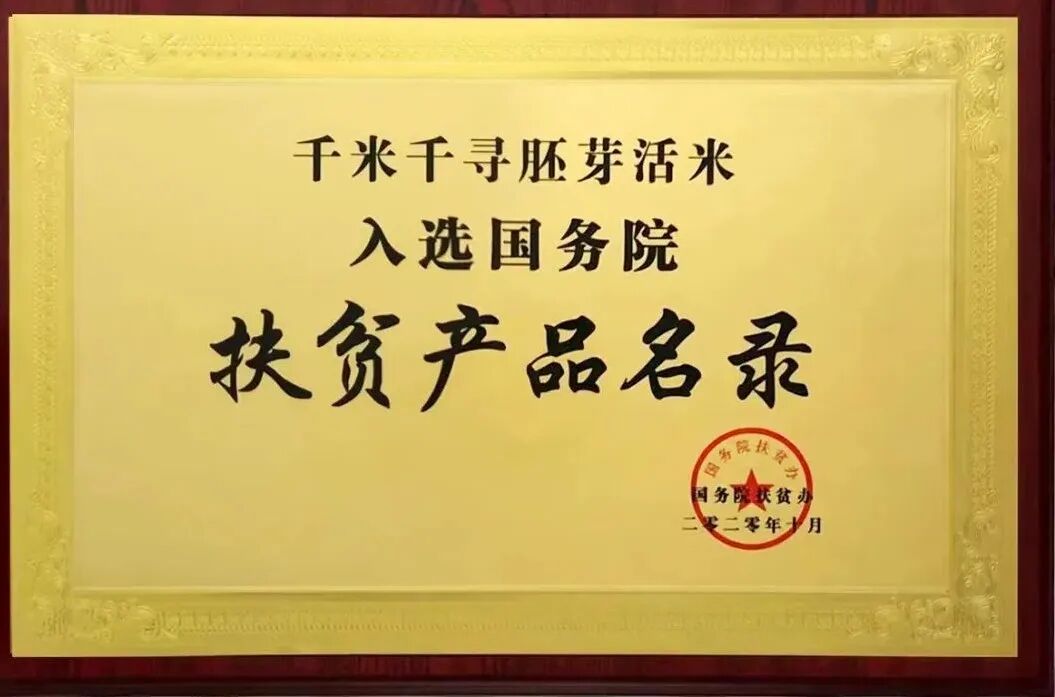 千米千寻胚芽活米
入选国务院
扶贫产品名录
国务院扶贫办
国务院扶贫办
二零二零年十月